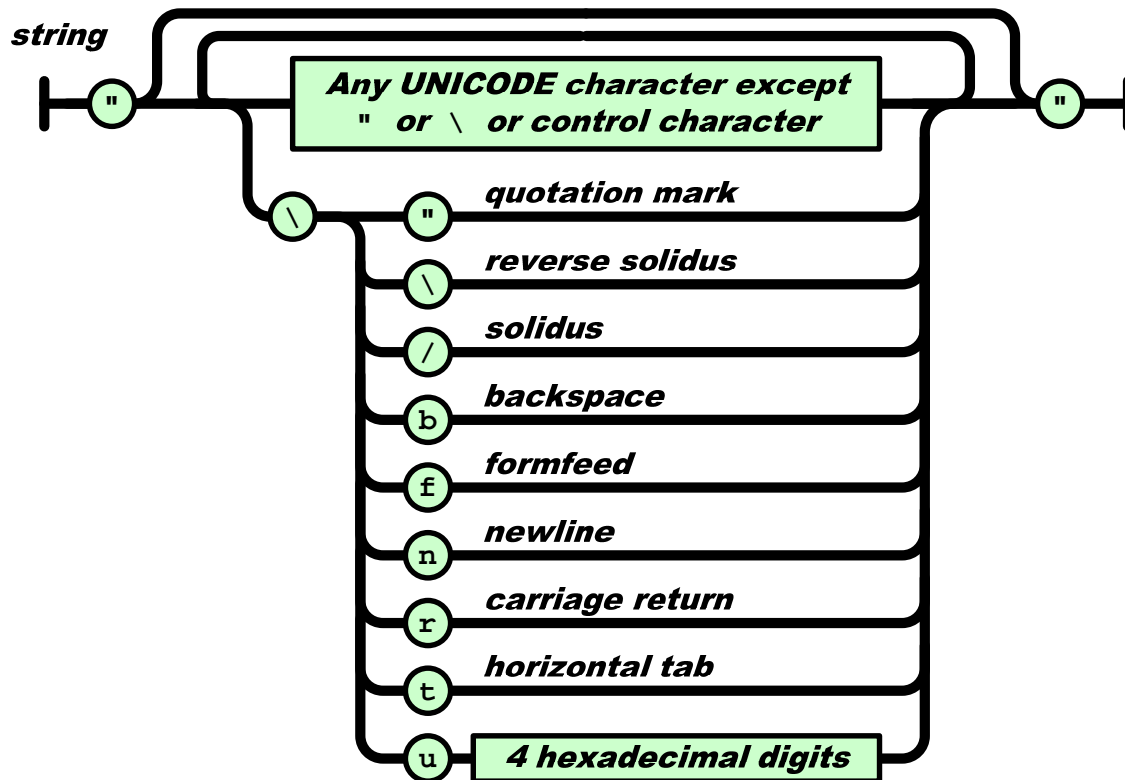 string
" Any UNICODE character except "
" or \ or control character
quotation mark
\ "
reverse solidus
\
solidus
/
backspace
b
formfeed
f
newline
n
carriage return
r
horizontal tab
t
u 4 hexadecimal digits